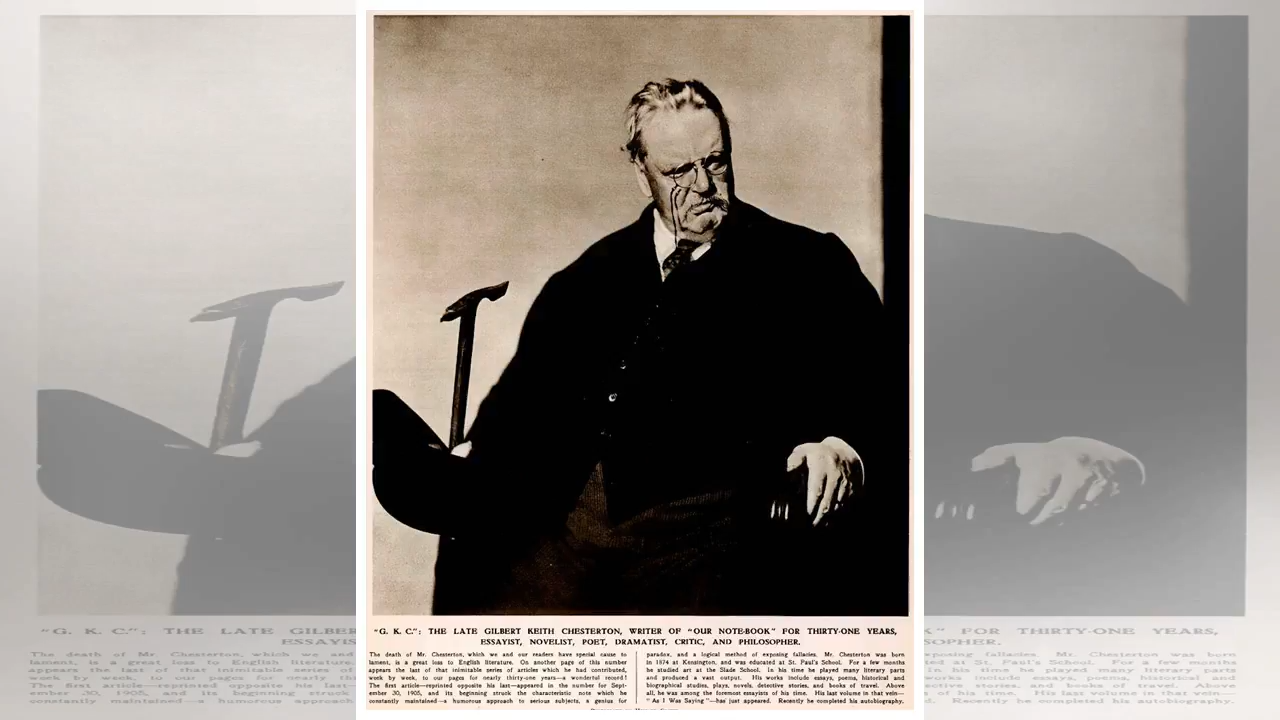 "G. K. C.": THE LATE GILBERT KEITH CHESTERTON, WRITER OF "OUR NOTE-BOOK" FOR THIRTY-ONE YEARS,
ESSAYIST, NOVELIST, POET, DRAMATIST, CRITIC, AND PHILOSOPHER.
The death of Mr. Chesterton, which we and our readers have special cause to
lament, is a great loss to English literature. On another page of this number
appears the last of that inimitable series of articles which he had contributed,
week by week, to our pages for nearly thirty-one years—a wonderful record!
The first article—reprinted opposite his last—appeared in the number for Sept-
ember 30, 1905, and its beginning struck the characteristic note which he
constantly maintained—a humorous approach to serious subjects, a genius for
paradox, and a logical method of exposing fallacies. Mr. Chesterton was born
in 1874 at Kensington, and was educated at St. Paul's School. For a few months
he studied art at the Slade School. In his time he played many literary parts
and produced a vast output. His works include essays, poems, historical and
biographical studies, plays, novels, detective stories, and books of travel. Above
all, he was among the foremost essayists of his time. His last volume in that vein—
"As I Was Saying"—has just appeared. Recently he completed his autobiography.